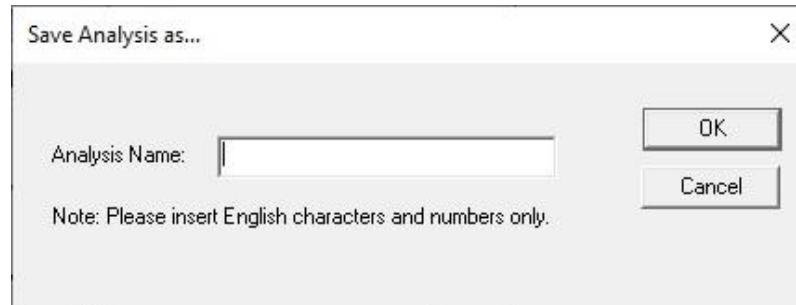 Save Analysis as...
OK
Analysis Name:
Cancel
Note: Please insert English characters and numbers only.